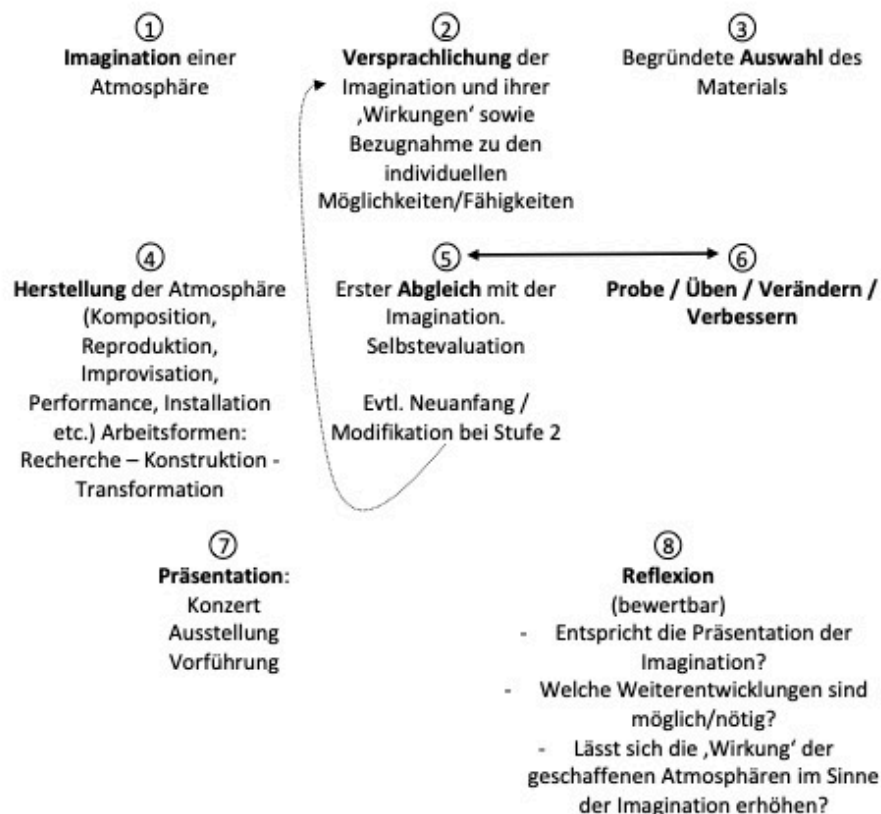 ①
Imagination einer
Atmosphäre
②
Versprachlichung der
Imagination und ihrer
‚Wirkungen‘ sowie
Bezugnahme zu den
individuellen
Möglichkeiten/Fähigkeiten
③
Begründete Auswahl des
Materials
④
Herstellung der Atmosphäre
(Komposition,
Reproduktion,
Improvisation,
Performance, Installation
etc.) Arbeitsformen:
Recherche – Konstruktion -
Transformation
⑤
Erster Abgleich mit der
Imagination.
Selbstevaluation
Evtl. Neuanfang /
Modifikation bei Stufe 2
⑥
Probe / Üben / Verändern /
Verbessern
⑦
Präsentation:
Konzert
Ausstellung
Vorführung
⑧
Reflexion
(bewertbar)
- Entspricht die Präsentation der
Imagination?
- Welche Weiterentwicklungen sind
möglich/nötig?
- Lässt sich die ‚Wirkung‘ der
geschaffenen Atmosphären im Sinne
der Imagination erhöhen?